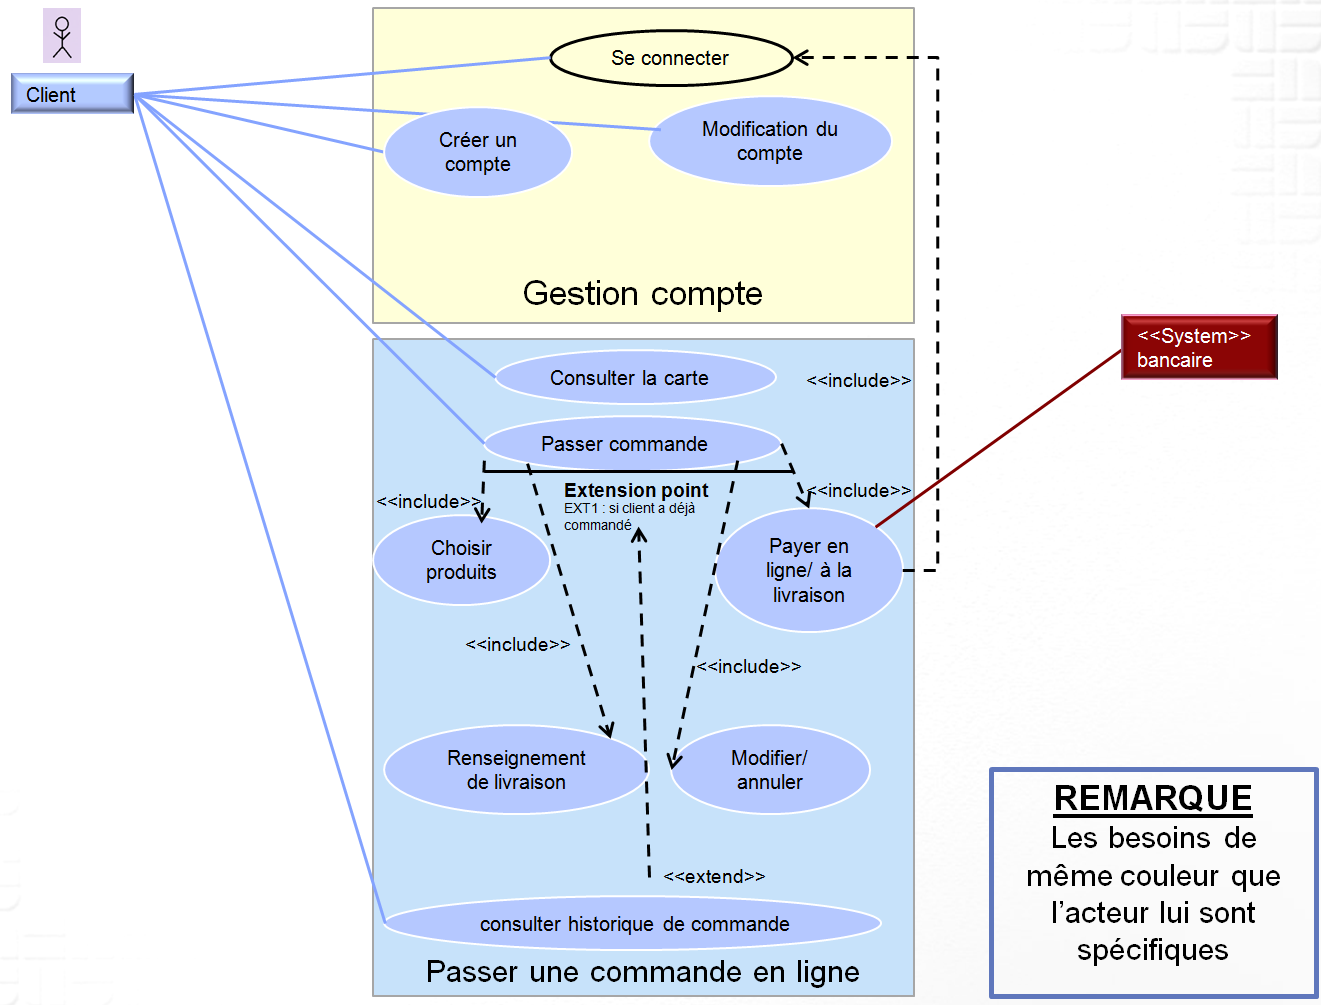 Client
Se connecter
Créer un
compte
Modification du
compte
Gestion compte
<<System>>
bancaire
Consulter la carte
<<include>>
Passer commande
Extension point
EXT1 : si client a déjà
commandé
<<include>>
<<include>>
Choisir
produits
Payer en
ligne/ à la
livraison
<<include>>
<<include>>
Renseignement
de livraison
Modifier/
annuler
<<extend>>
consulter historique de commande
Passer une commande en ligne
REMARQUE
Les besoins de
même couleur que
l'acteur lui sont
spécifiques